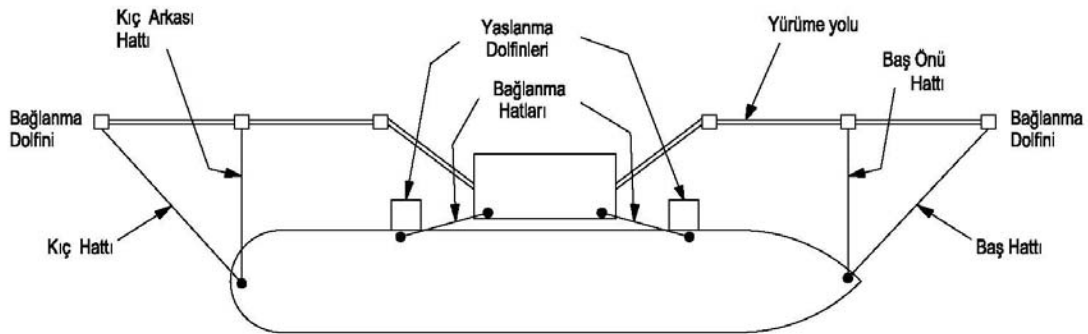 Kıç Arkası
Hattı
Yaslanma
Dolfinleri
Yürüme yolu
Baş Önü
Hattı
Bağlanma
Hatları
Bağlanma
Dolfini
Bağlanma
Dolfini
Kıç Hattı
Baş Hattı